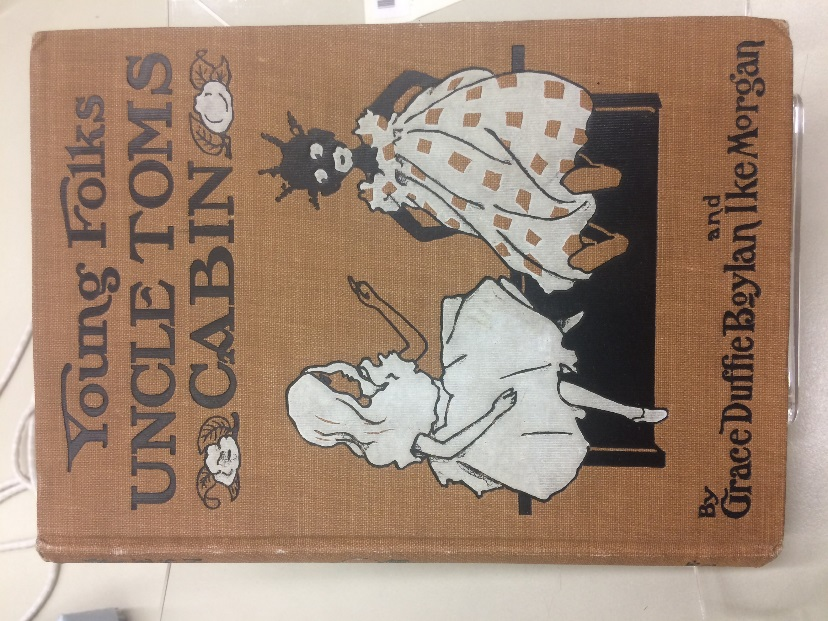 Young Folks
UNCLE TOMS
CABIN
By
Grace Duffie Boylan and Ike Morgan